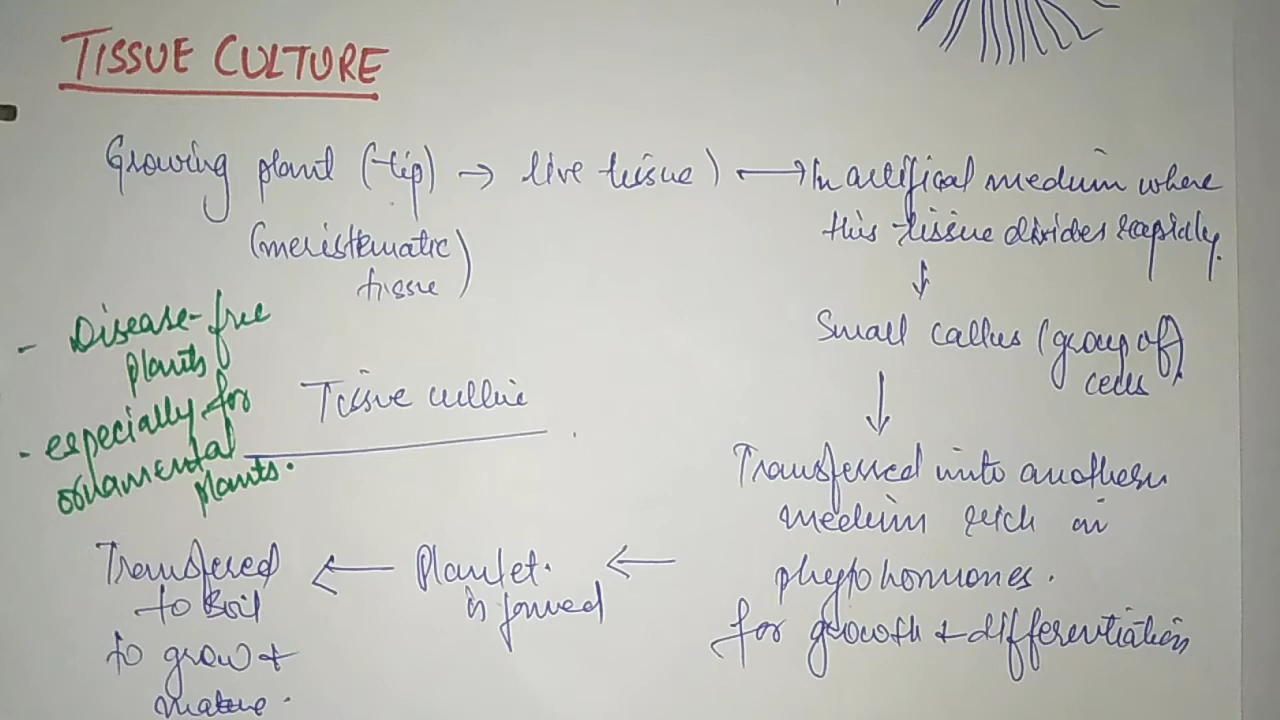 TISSUE CULTURE
Growing plant (tip) → live tissue) → In artifical medium where
this tissue divides rapidly.
(meristematic
tissue)
↓
Small callus (group of)
cells
↓
- Disease-free
plants
- especially for
ornamental
plants.
Tissue culture
Transferred into another
medium rich in
phytohormones.
for growth + differentiation
←
Plantlet.
is formed
←
Transfered
to soil
to grow +
mature.